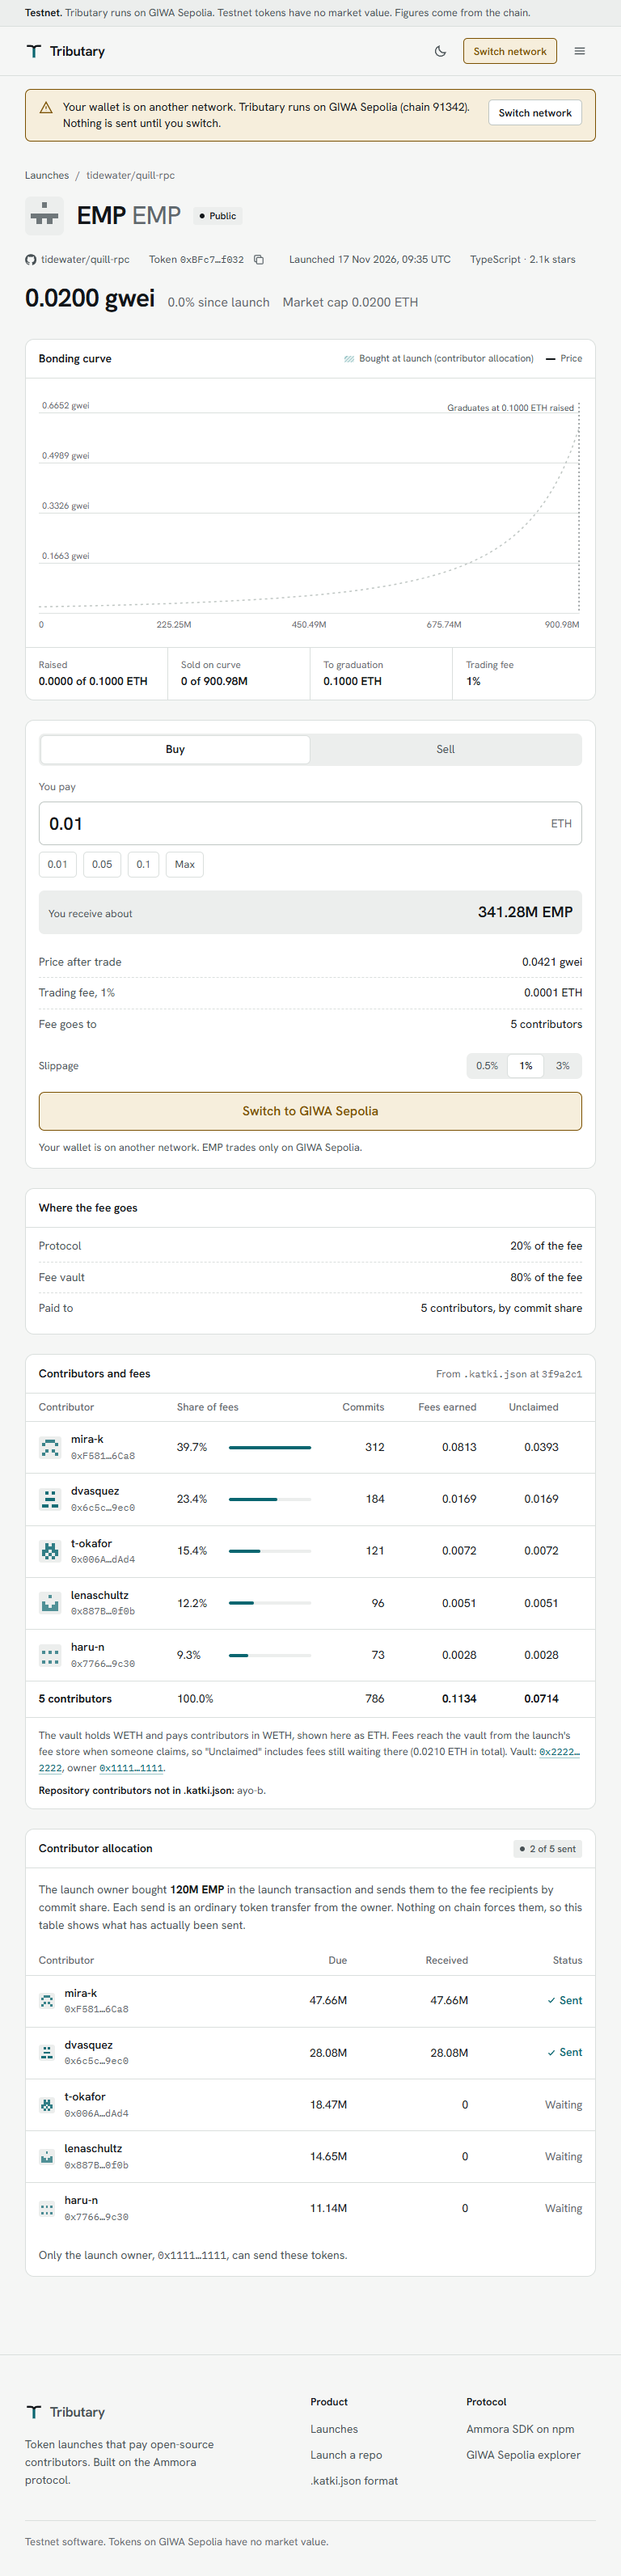 Testnet. Tributary runs on GIWA Sepolia. Testnet tokens have no market value. Figures come from the chain.
Tributary
Switch network
Your wallet is on another network. Tributary runs on GIWA Sepolia (chain 91342).
Nothing is sent until you switch.
Switch network
Launches / tidewater/quill-rpc
EMP EMP Public
tidewater/quill-rpc Token 0xBFc7…f032 Launched 17 Nov 2026, 09:35 UTC TypeScript · 2.1k stars
0.0200 gwei 0.0% since launch Market cap 0.0200 ETH
Bonding curve Bought at launch (contributor allocation) Price
0.6652 gwei
Graduates at 0.1000 ETH raised
0.4989 gwei
0.3326 gwei
0.1663 gwei
0 225.25M 450.49M 675.74M 900.98M
Raised Sold on curve To graduation Trading fee
0.0000 of 0.1000 ETH 0 of 900.98M 0.1000 ETH 1%
Buy Sell
You pay
0.01 ETH
0.01 0.05 0.1 Max
You receive about 341.28M EMP
Price after trade 0.0421 gwei
Trading fee, 1% 0.0001 ETH
Fee goes to 5 contributors
Slippage 0.5% 1% 3%
Switch to GIWA Sepolia
Your wallet is on another network. EMP trades only on GIWA Sepolia.
Where the fee goes
Protocol 20% of the fee
Fee vault 80% of the fee
Paid to 5 contributors, by commit share
Contributors and fees From .katki.json at 3f9a2c1
Contributor Share of fees Commits Fees earned Unclaimed
mira-k
0xF581…6Ca8
39.7% 312 0.0813 0.0393
dvasquez
0x6c5c…9ec0
23.4% 184 0.0169 0.0169
t-okafor
0x006A…dAd4
15.4% 121 0.0072 0.0072
lenaschultz
0x887B…0f0b
12.2% 96 0.0051 0.0051
haru-n
0x7766…9c30
9.3% 73 0.0028 0.0028
5 contributors 100.0% 786 0.1134 0.0714
The vault holds WETH and pays contributors in WETH, shown here as ETH. Fees reach the vault from the launch's
fee store when someone claims, so "Unclaimed" includes fees still waiting there (0.0210 ETH in total). Vault: 0x2222…
2222, owner 0x1111…1111.
Repository contributors not in .katki.json: ayo-b.
Contributor allocation 2 of 5 sent
The launch owner bought 120M EMP in the launch transaction and sends them to the fee recipients by
commit share. Each send is an ordinary token transfer from the owner. Nothing on chain forces them, so this
table shows what has actually been sent.
Contributor Due Received Status
mira-k
0xF581…6Ca8
47.66M 47.66M Sent
dvasquez
0x6c5c…9ec0
28.08M 28.08M Sent
t-okafor
0x006A…dAd4
18.47M 0 Waiting
lenaschultz
0x887B…0f0b
14.65M 0 Waiting
haru-n
0x7766…9c30
11.14M 0 Waiting
Only the launch owner, 0x1111…1111, can send these tokens.
Tributary
Token launches that pay open-source
contributors. Built on the Ammora
protocol.
Product
Launches
Launch a repo
.katki.json format
Protocol
Ammora SDK on npm
GIWA Sepolia explorer
Testnet software. Tokens on GIWA Sepolia have no market value.